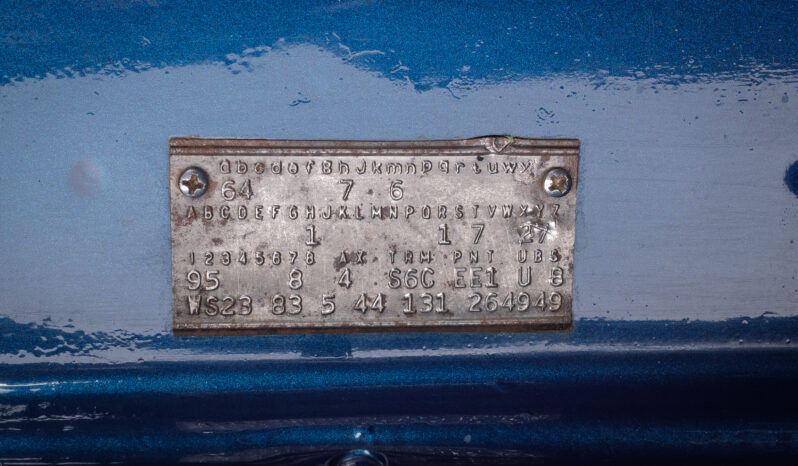 abcdefghJkmnpqrtuwxy
64 7 6
ABCDEFGHJKLMNPQRSTVWXYZ
1 1 7 27
12345678 AX TRM PNT UBS
95 8 4 S6C EE1 U B
WS23 83 5 44 131 264949